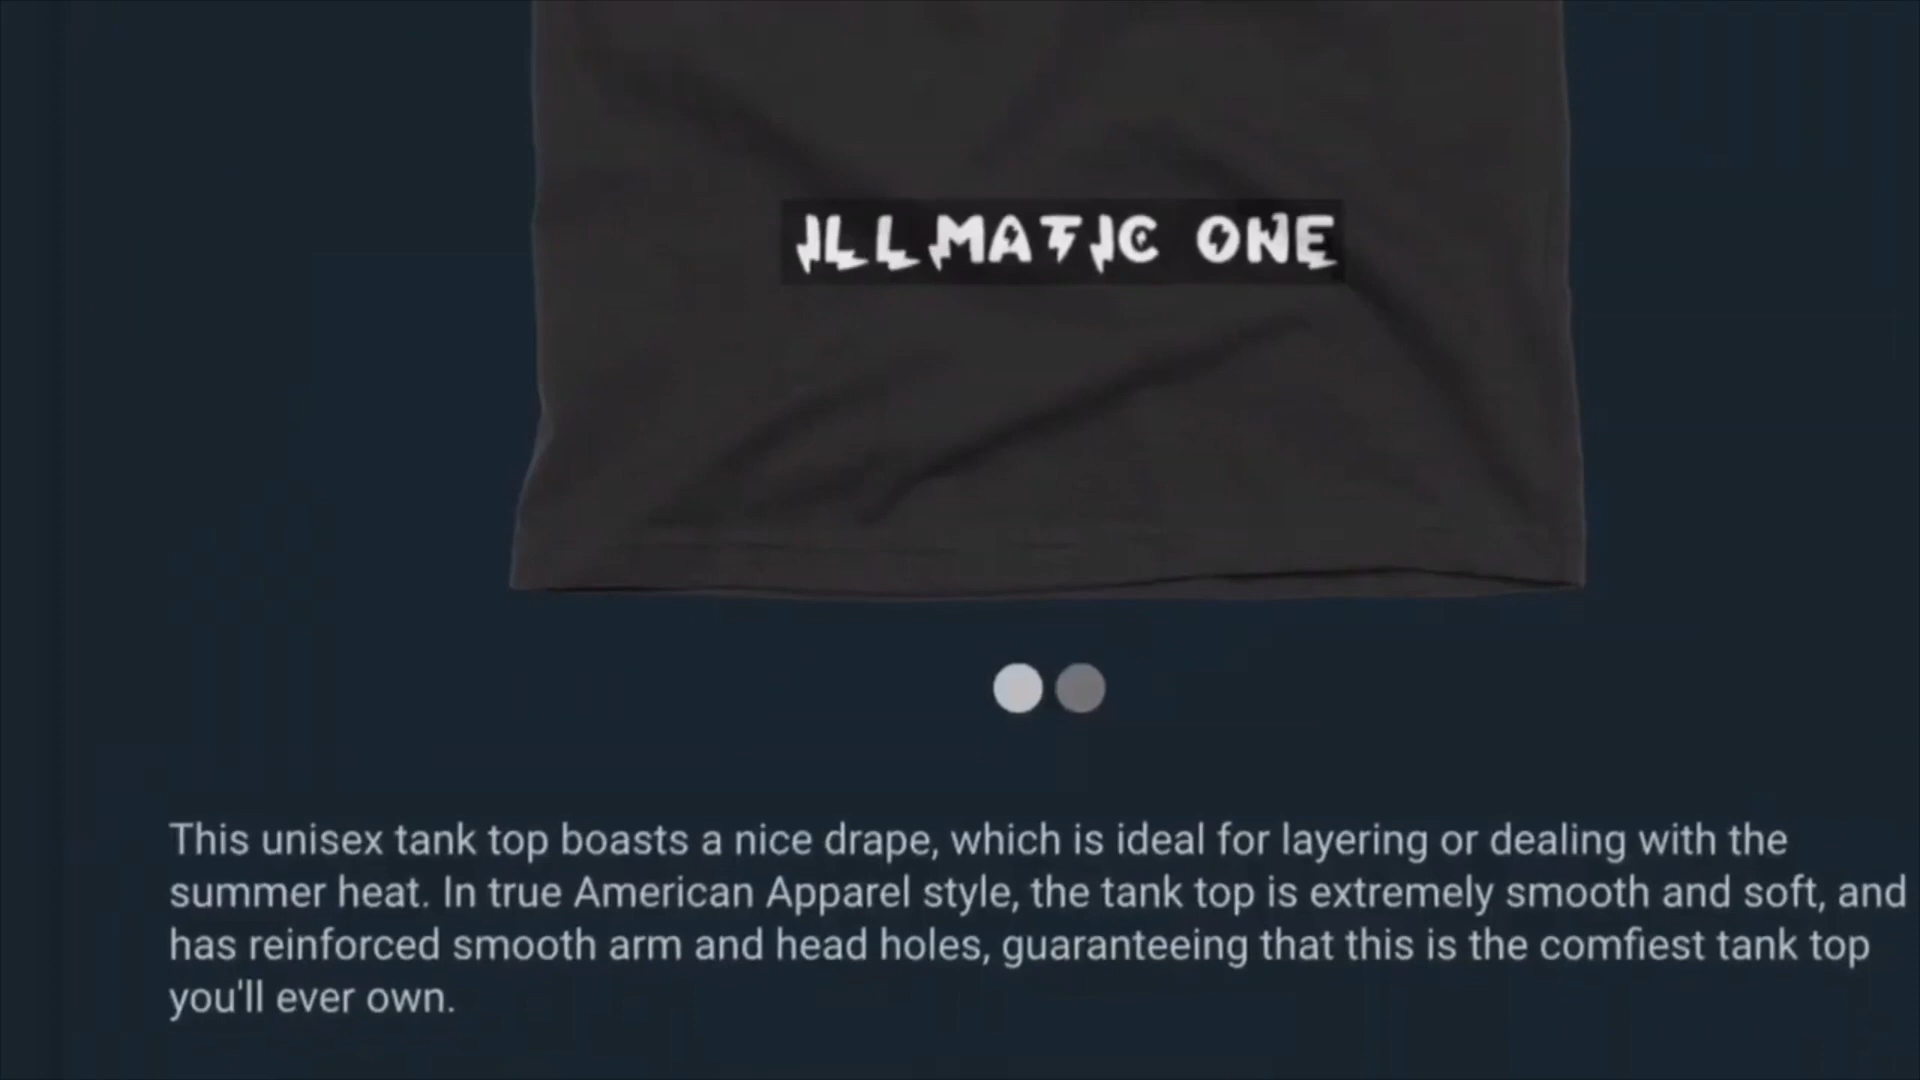 ILLMATIC ONE
This unisex tank top boasts a nice drape, which is ideal for layering or dealing with the
summer heat. In true American Apparel style, the tank top is extremely smooth and soft, and
has reinforced smooth arm and head holes, guaranteeing that this is the comfiest tank top
you'll ever own.